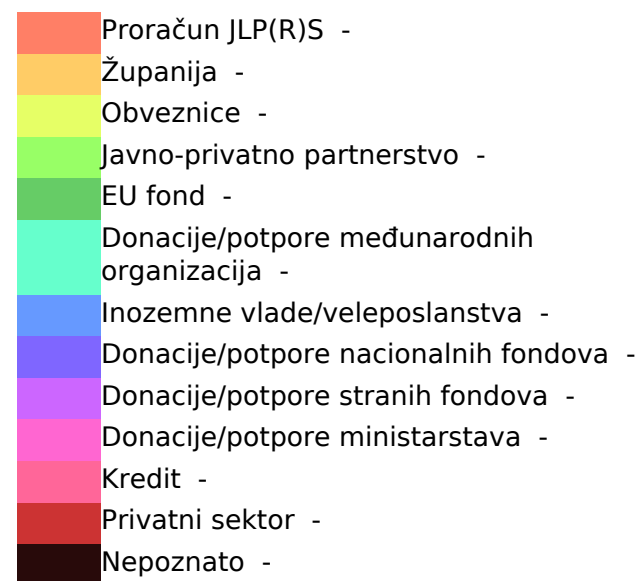 Proračun JLP(R)S -
Županija -
Obveznice -
Javno-privatno partnerstvo -
EU fond -
Donacije/potpore međunarodnih
organizacija -
Inozemne vlade/veleposlanstva -
Donacije/potpore nacionalnih fondova -
Donacije/potpore stranih fondova -
Donacije/potpore ministarstava -
Kredit -
Privatni sektor -
Nepoznato -